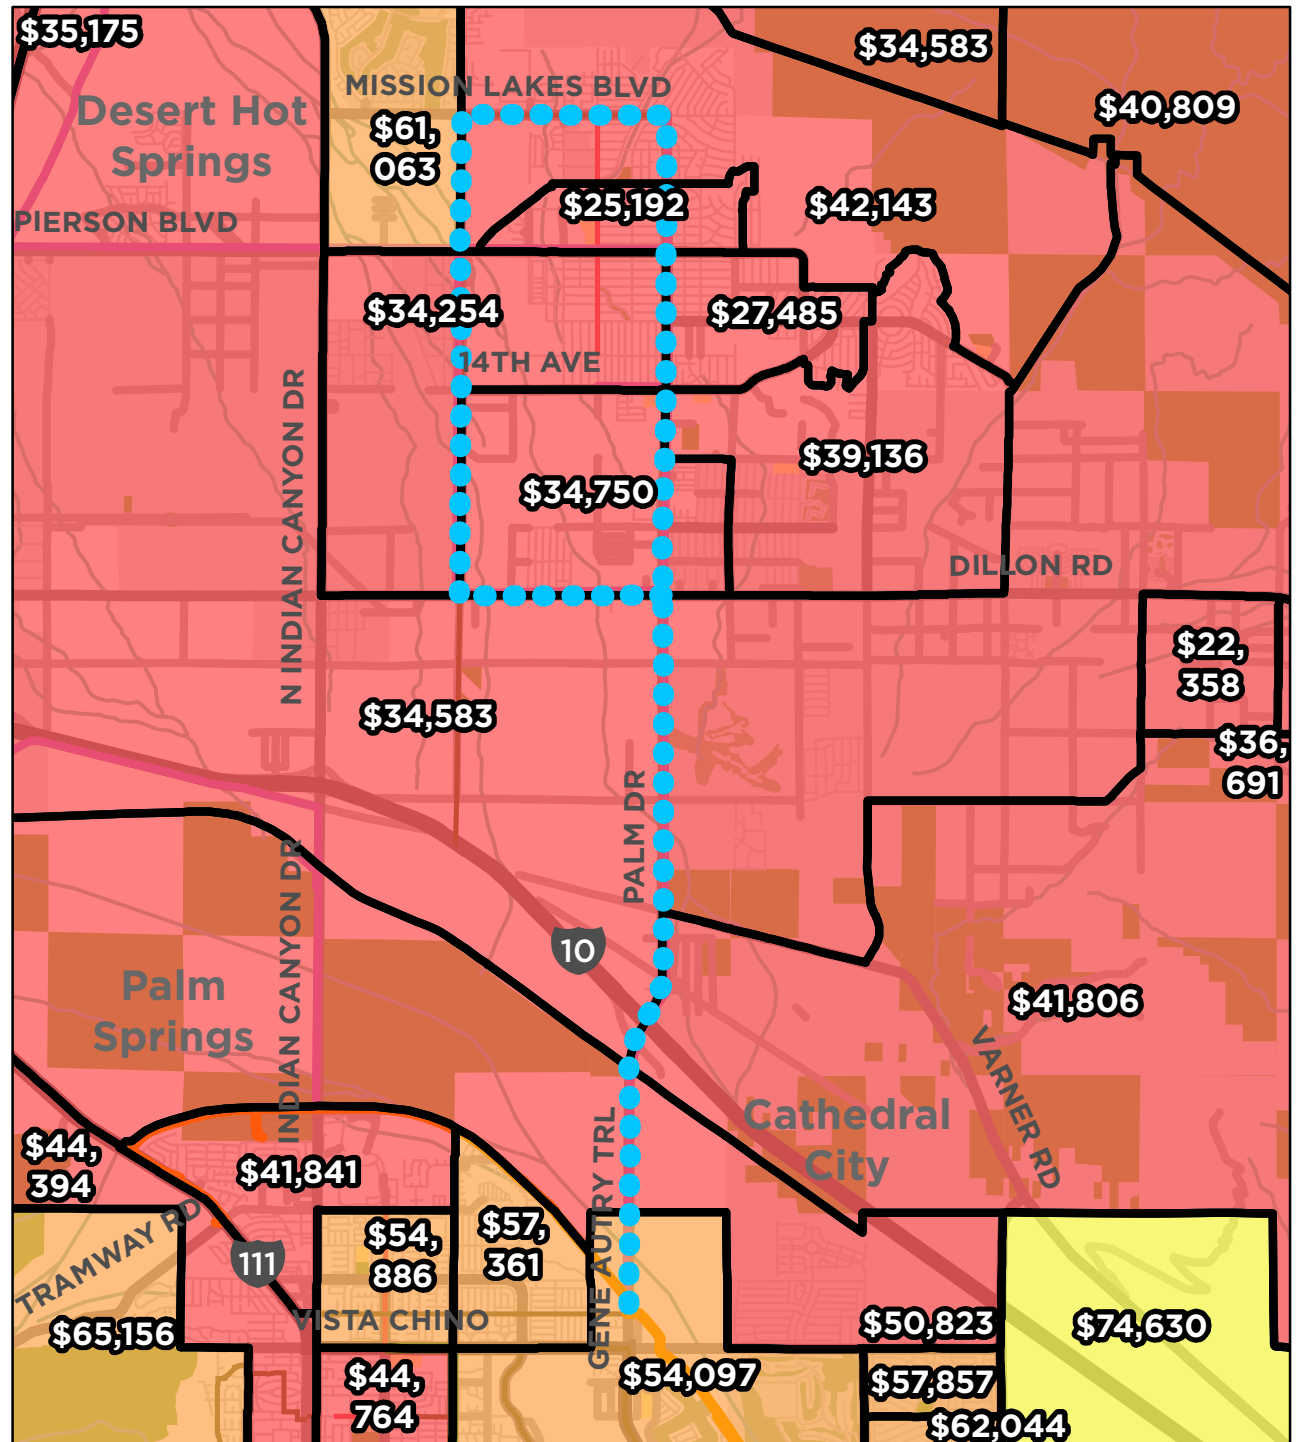 $35,175
$34,583
MISSION LAKES BLVD
Desert Hot
Springs
$40,809
$61,
063
$25,192
$42,143
PIERSON BLVD
$34,254
$27,485
14TH AVE
N INDIAN CANYON DR
$39,136
$34,750
DILLON RD
$22,
358
$34,583
$36,
691
PALM DR
INDIAN CANYON DR
10
Palm
Springs
$41,806
VARNER RD
Cathedral
City
$44,
394
$41,841
GENE AUTRY TRL
TRAMWAY RD
$54,
886
$57,
361
111
VISTA CHINO
$65,156
$50,823
$74,630
$44,
764
$54,097
$57,857
$62,044